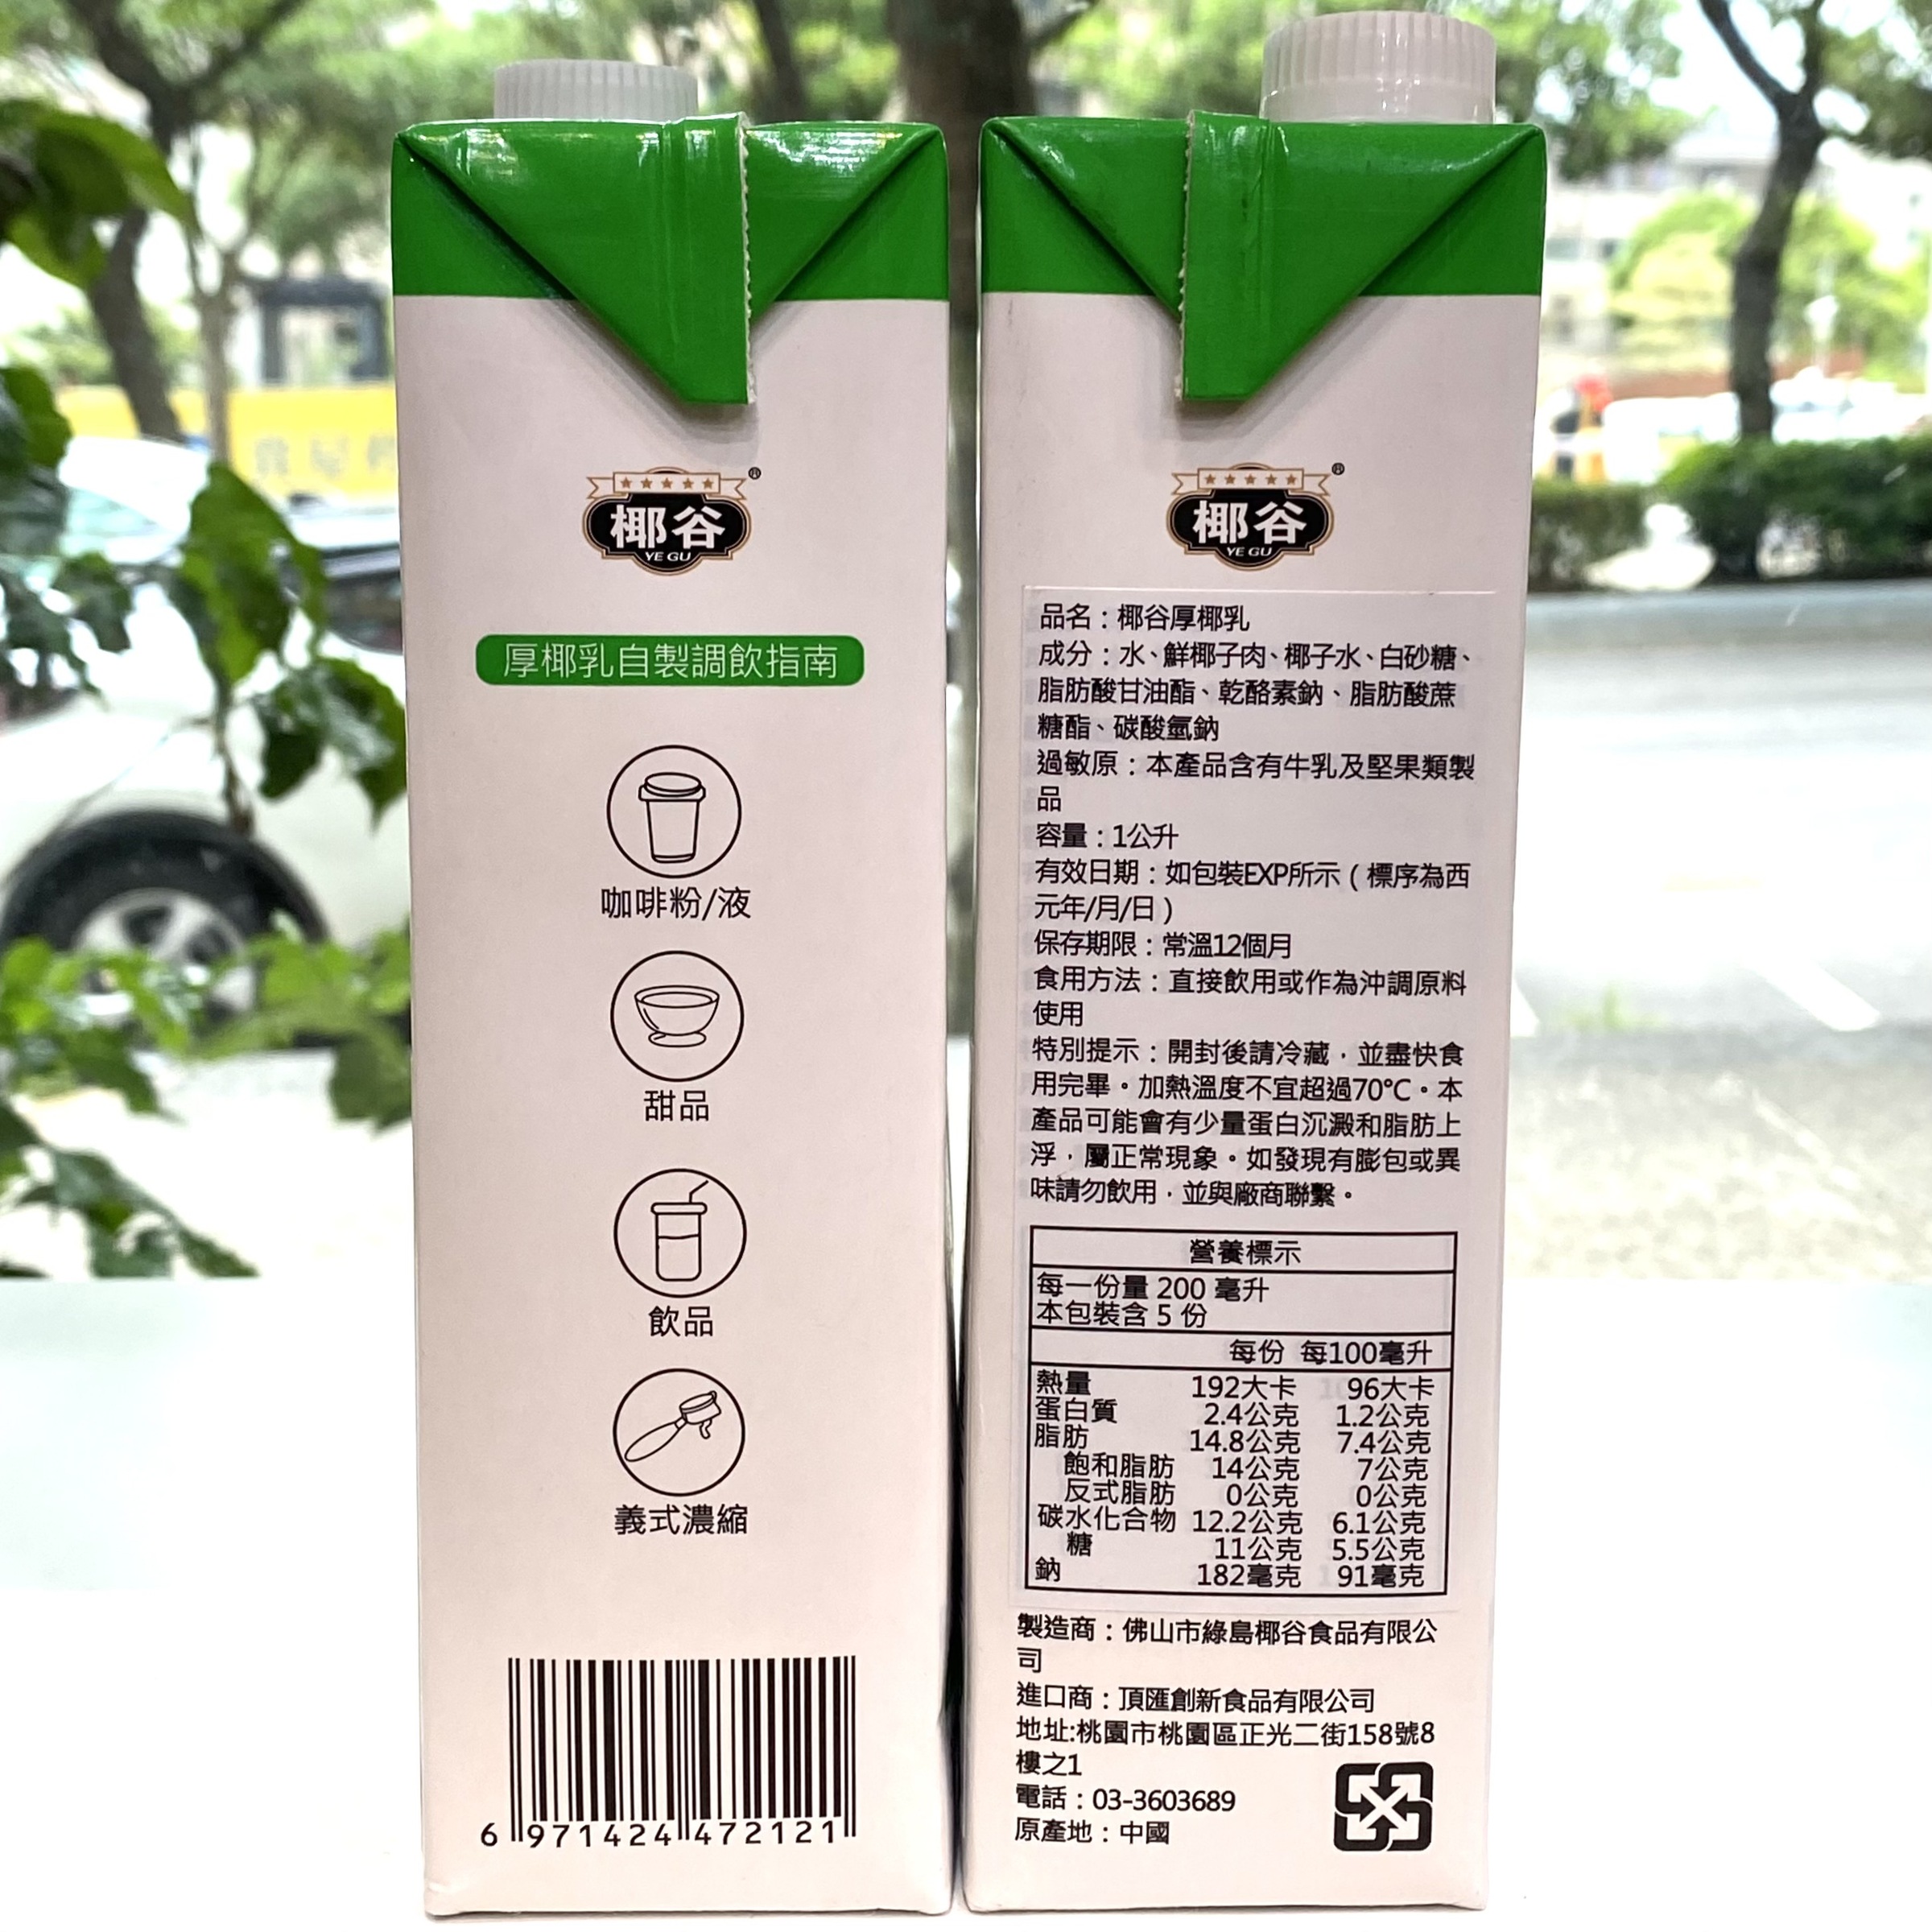 椰谷
YE GU
®
厚椰乳自製調飲指南
咖啡粉/液
甜品
飲品
義式濃縮
6 971424 472121
椰谷
YE GU
®
品名：椰谷厚椰乳
成分：水、鮮椰子肉、椰子水、白砂糖、
脂肪酸甘油酯、乾酪素鈉、脂肪酸蔗
糖酯、碳酸氫鈉
過敏原：本產品含有牛乳及堅果類製
品
容量：1公升
有效日期：如包裝EXP所示（標序為西
元年/月/日）
保存期限：常溫12個月
食用方法：直接飲用或作為沖調原料
使用
特別提示：開封後請冷藏，並盡快食
用完畢。加熱溫度不宜超過70°C。本
產品可能會有少量蛋白沉澱和脂肪上
浮，屬正常現象。如發現有膨包或異
味請勿飲用，並與廠商聯繫。
營養標示
每一份量 200 毫升
本包裝含 5 份
每份 每100毫升
熱量 192大卡 96大卡
蛋白質 2.4公克 1.2公克
脂肪 14.8公克 7.4公克
飽和脂肪 14公克 7公克
反式脂肪 0公克 0公克
碳水化合物 12.2公克 6.1公克
糖 11公克 5.5公克
鈉 182毫克 91毫克
製造商：佛山市綠島椰谷食品有限公
司
進口商：頂匯創新食品有限公司
地址:桃園市桃園區正光二街158號8
樓之1
電話：03-3603689
原產地：中國